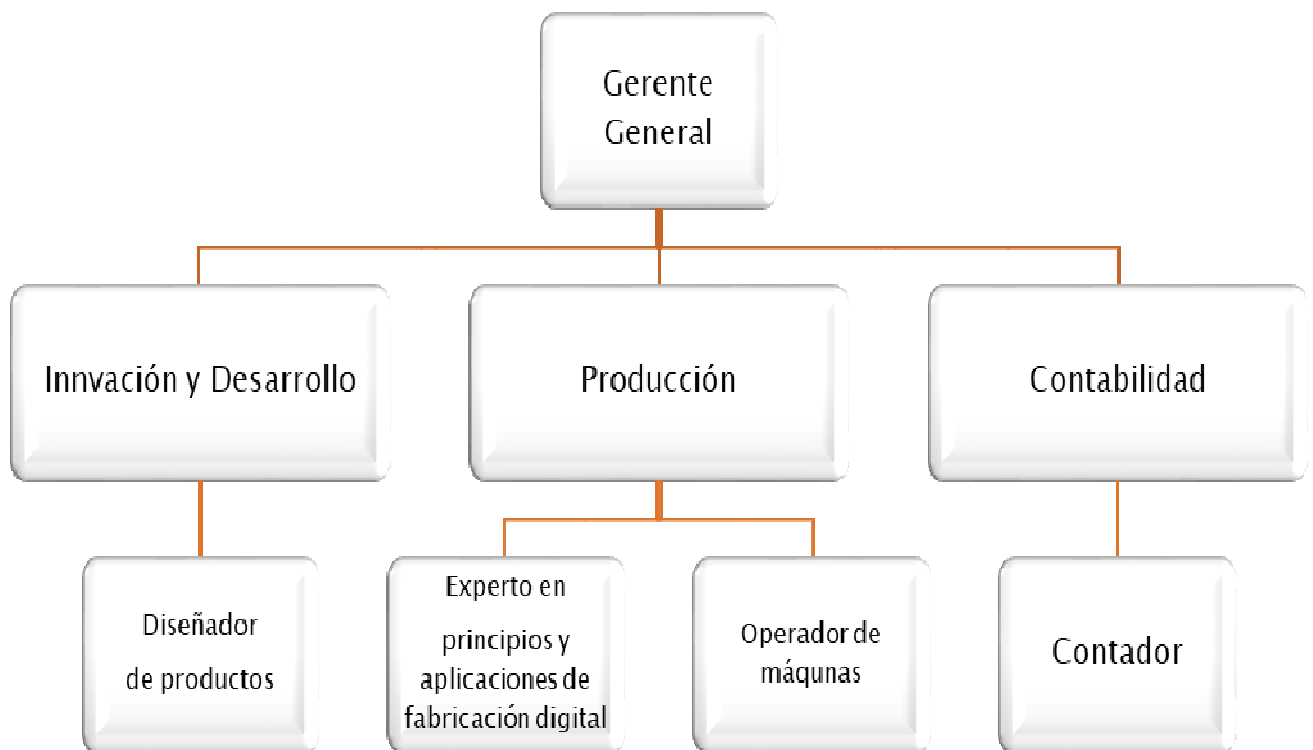 Gerente
General
Innvación y Desarrollo
Producción
Contabilidad
Diseñador
de productos
Experto en
principios y
aplicaciones de
fabricación digital
Operador de
máqunas
Contador